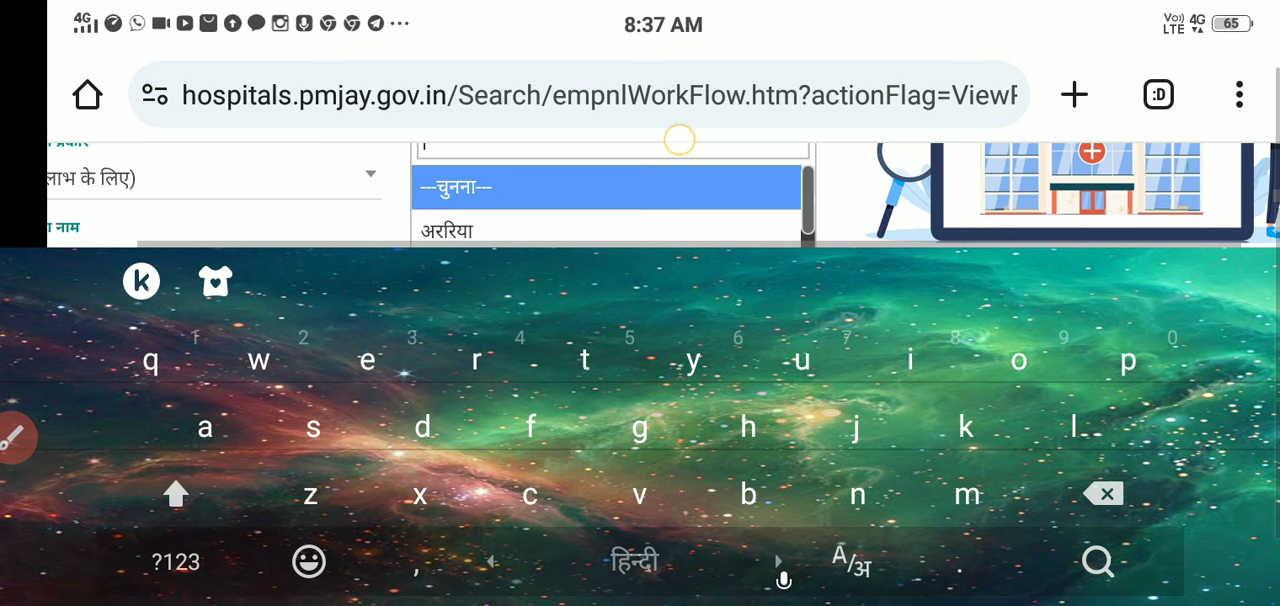 4G 8:37 AM Vo) LTE 4G 65
hospitals.pmjay.gov.in/Search/empnlWorkFlow.htm?actionFlag=ViewR
लाभ के लिए)
---चुनना---
नाम
अररिया
k
1 2 3 4 5 6 7 8 9 0
q w e r t y u i o p
a s d f g h j k l
z x c v b n m
?123 , हिन्दी A/अ .